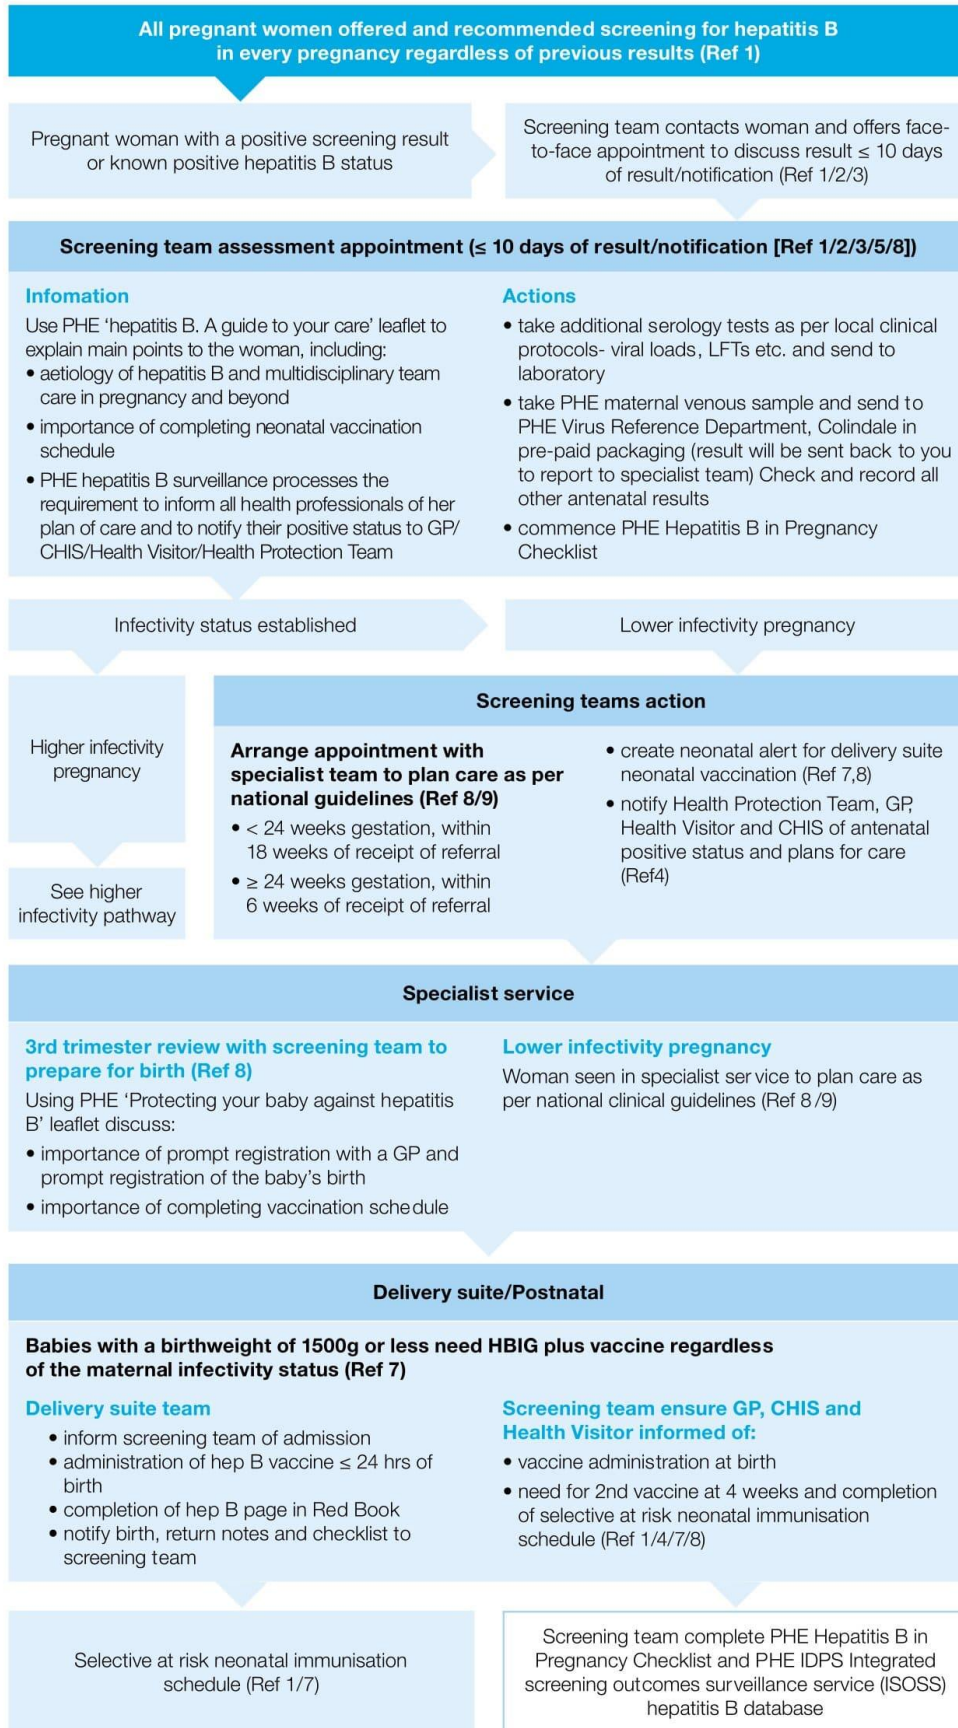 All pregnant women offered and recommended screening for hepatitis B
in every pregnancy regardless of previous results (Ref 1)
Pregnant woman with a positive screening result
or known positive hepatitis B status
Screening team contacts woman and offers face-
to-face appointment to discuss result ≤ 10 days
of result/notification (Ref 1/2/3)
Screening team assessment appointment (≤ 10 days of result/notification [Ref 1/2/3/5/8])
Infomation
Use PHE ‘hepatitis B. A guide to your care’ leaflet to
explain main points to the woman, including:
• aetiology of hepatitis B and multidisciplinary team
care in pregnancy and beyond
• importance of completing neonatal vaccination
schedule
• PHE hepatitis B surveillance processes the
requirement to inform all health professionals of her
plan of care and to notify their positive status to GP/
CHIS/Health Visitor/Health Protection Team
Actions
• take additional serology tests as per local clinical
protocols- viral loads, LFTs etc. and send to
laboratory
• take PHE maternal venous sample and send to
PHE Virus Reference Department, Colindale in
pre-paid packaging (result will be sent back to you
to report to specialist team) Check and record all
other antenatal results
• commence PHE Hepatitis B in Pregnancy
Checklist
Infectivity status established
Lower infectivity pregnancy
Higher infectivity
pregnancy
See higher
infectivity pathway
Screening teams action
Arrange appointment with
specialist team to plan care as per
national guidelines (Ref 8/9)
• < 24 weeks gestation, within
18 weeks of receipt of referral
• ≥ 24 weeks gestation, within
6 weeks of receipt of referral
• create neonatal alert for delivery suite
neonatal vaccination (Ref 7,8)
• notify Health Protection Team, GP,
Health Visitor and CHIS of antenatal
positive status and plans for care
(Ref4)
Specialist service
3rd trimester review with screening team to
prepare for birth (Ref 8)
Using PHE ‘Protecting your baby against hepatitis
B’ leaflet discuss:
• importance of prompt registration with a GP and
prompt registration of the baby’s birth
• importance of completing vaccination schedule
Lower infectivity pregnancy
Woman seen in specialist service to plan care as
per national clinical guidelines (Ref 8/9)
Delivery suite/Postnatal
Babies with a birthweight of 1500g or less need HBIG plus vaccine regardless
of the maternal infectivity status (Ref 7)
Delivery suite team
• inform screening team of admission
• administration of hep B vaccine ≤ 24 hrs of
birth
• completion of hep B page in Red Book
• notify birth, return notes and checklist to
screening team
Screening team ensure GP, CHIS and
Health Visitor informed of:
• vaccine administration at birth
• need for 2nd vaccine at 4 weeks and completion
of selective at risk neonatal immunisation
schedule (Ref 1/4/7/8)
Selective at risk neonatal immunisation
schedule (Ref 1/7)
Screening team complete PHE Hepatitis B in
Pregnancy Checklist and PHE IDPS Integrated
screening outcomes surveillance service (ISOSS)
hepatitis B database